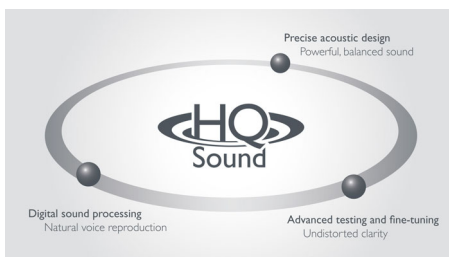 Precise acoustic design
Powerful, balanced sound
HQ
Sound
Digital sound processing
Natural voice reproduction
Advanced testing and fine-tuning
Undistorted clarity